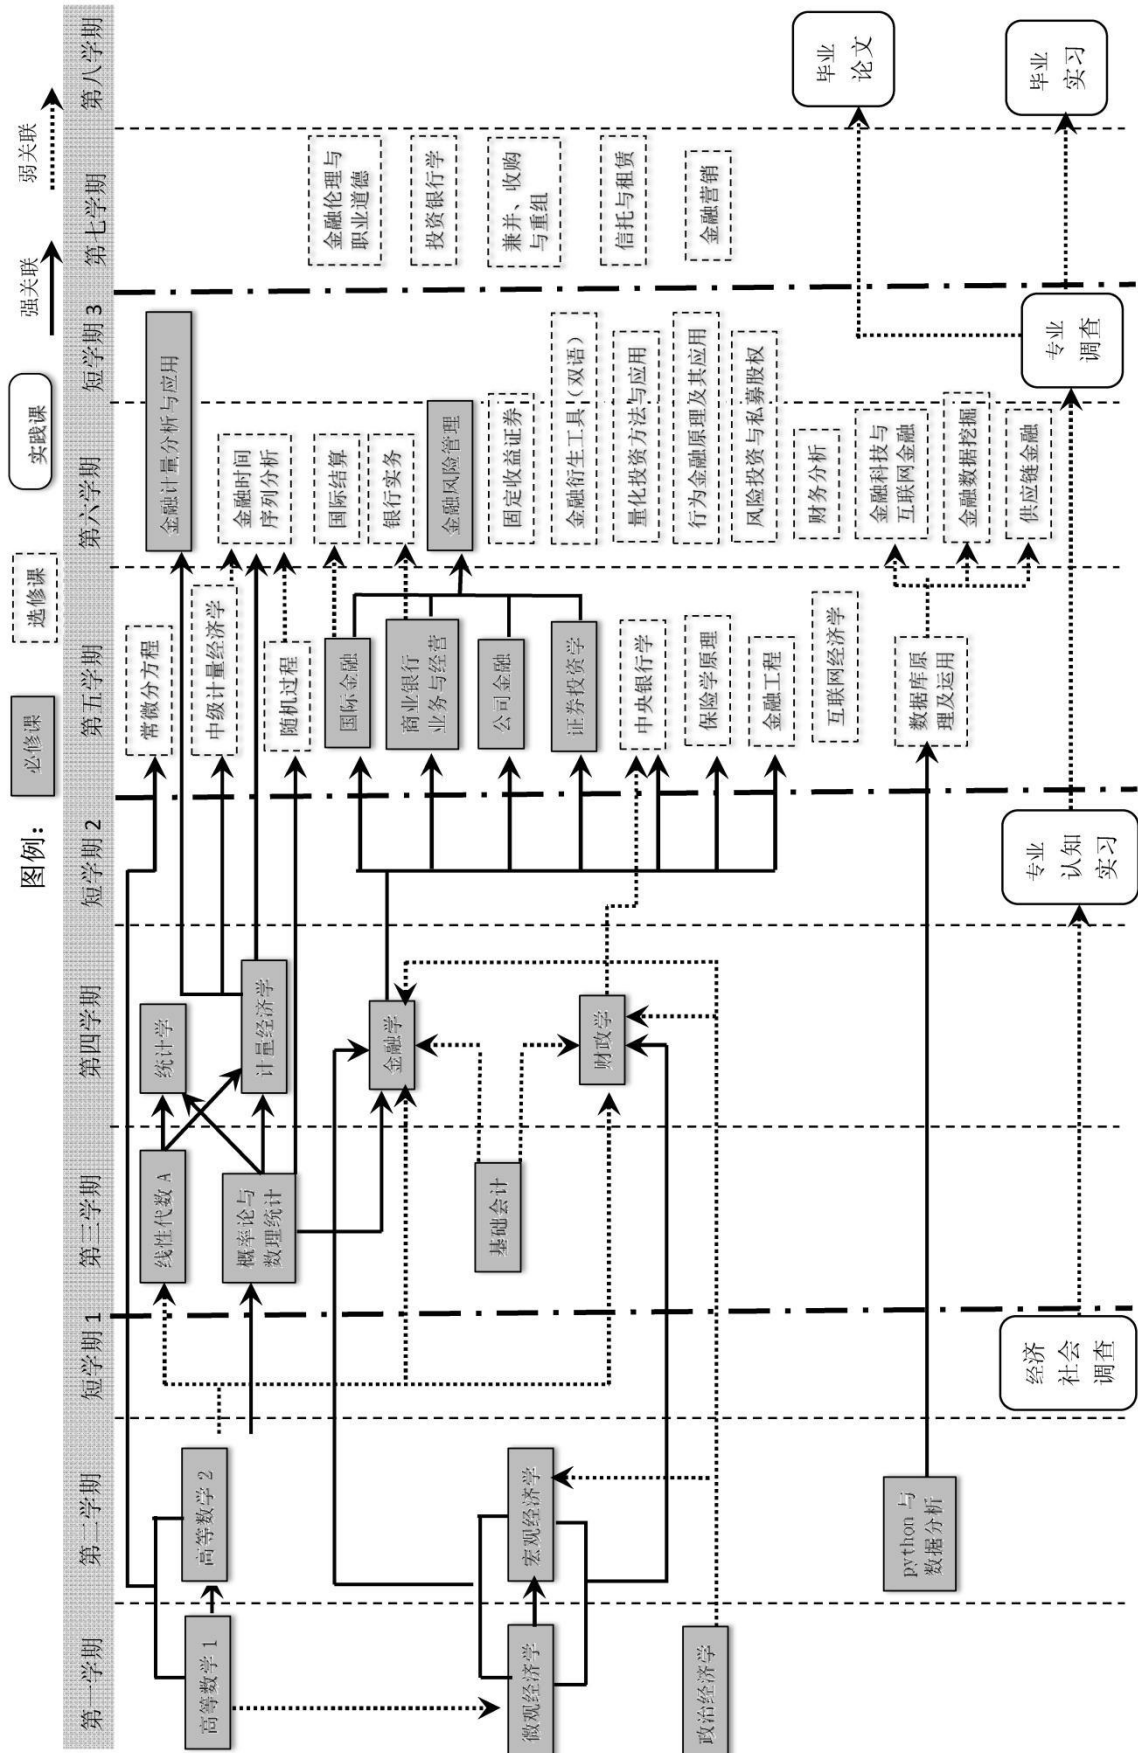 图例：
必修课
选修课
实践课
强关联
弱关联
第一学期
第二学期
短学期 1
第三学期
第四学期
短学期 2
第五学期
第六学期
短学期 3
第七学期
第八学期
高等数学 1
微观经济学
政治经济学
高等数学 2
宏观经济学
python 与
数据分析
经济
社会
调查
线性代数 A
概率论与
数理统计
基础会计
统计学
计量经济学
金融学
财政学
专业
认知
实习
常微分方程
中级计量经济学
随机过程
国际金融
商业银行
业务与经营
公司金融
证券投资学
中央银行学
保险学原理
金融工程
互联网经济学
数据库原
理及运用
金融计量分析与应用
金融时间
序列分析
国际结算
银行实务
金融风险管理
固定收益证券
金融衍生工具（双语）
量化投资方法与应用
行为金融原理及其应用
风险投资与私募股权
财务分析
金融科技与
互联网金融
金融数据挖掘
供应链金融
专业
调查
金融伦理与
职业道德
投资银行学
兼并、收购
与重组
信托与租赁
金融营销
毕业
论文
毕业
实习